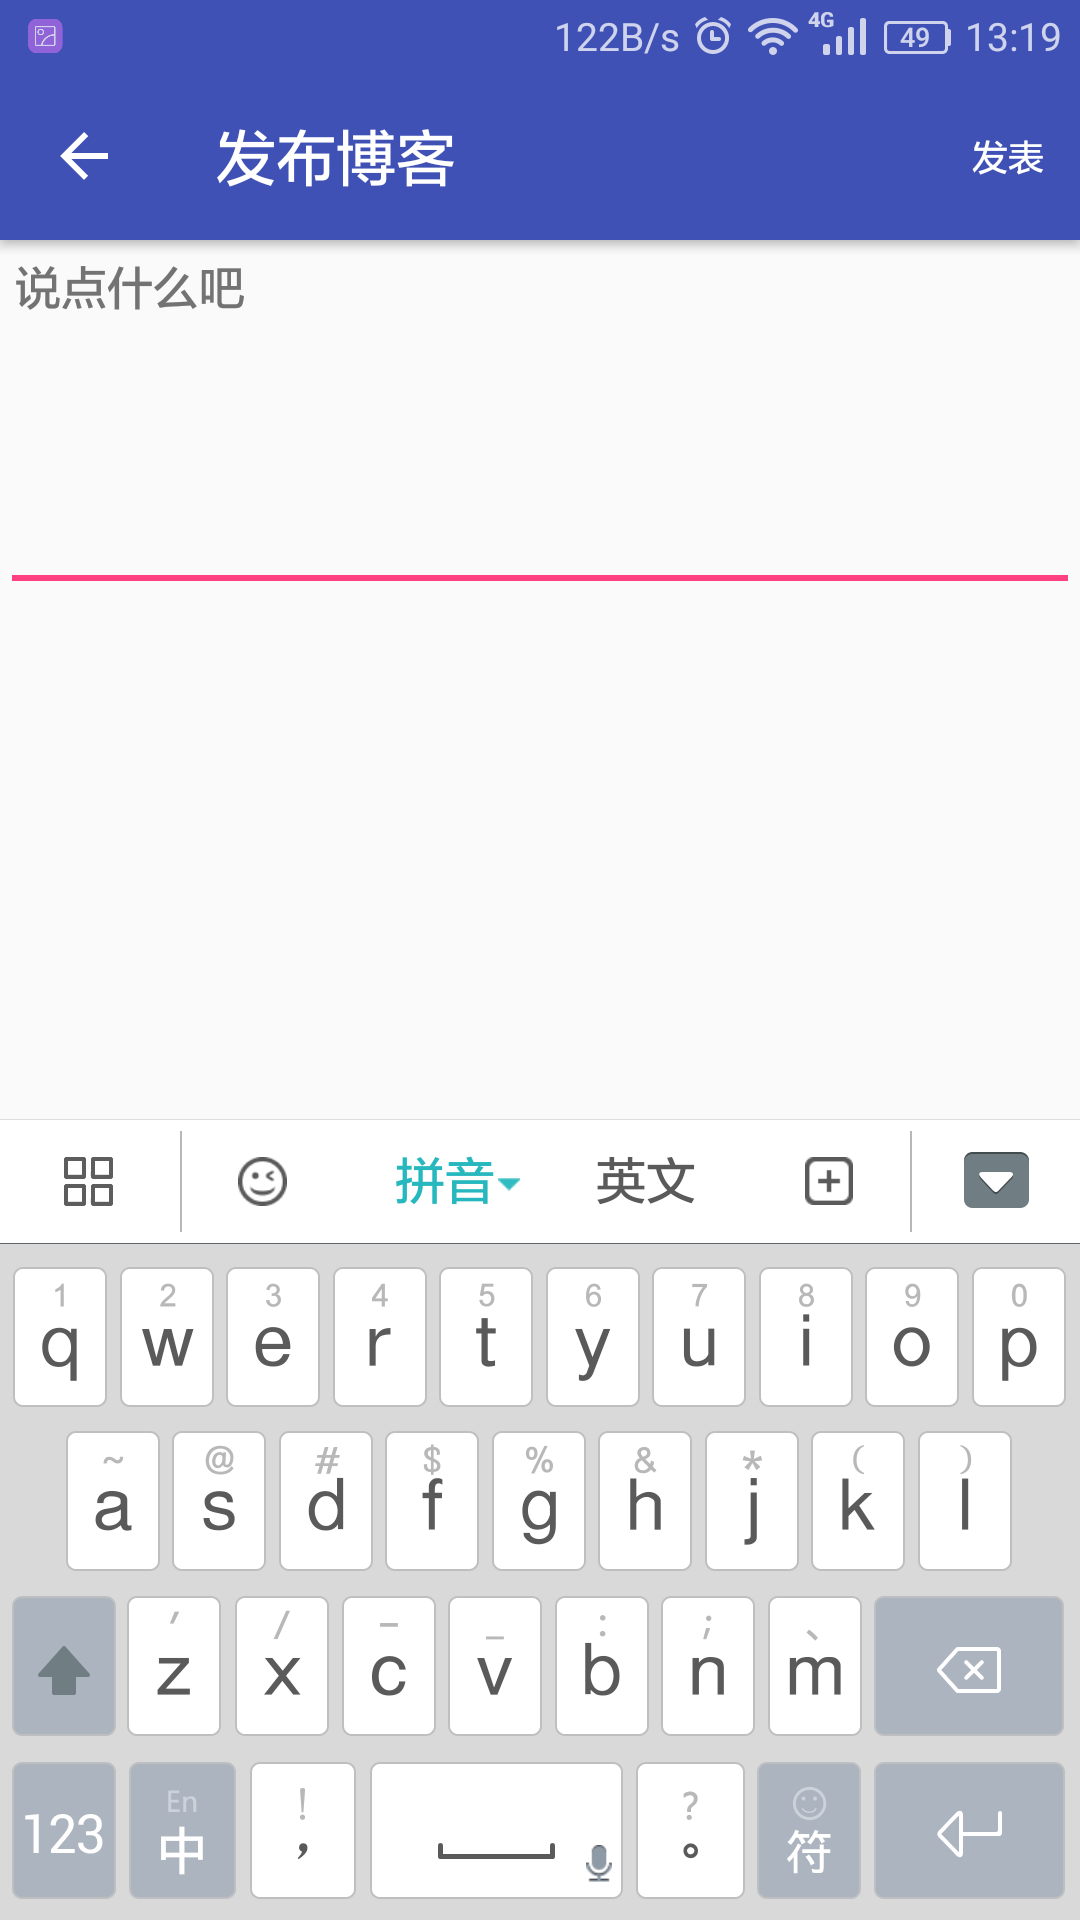 122B/s 4G 49 13:19
发布博客 发表
说点什么吧
拼音 英文
1 2 3 4 5 6 7 8 9 0
q w e r t y u i o p
~ @ # $ % & * ( )
a s d f g h j k l
' / - _ : ; 、
z x c v b n m
En ! ?
123 中 , 。 符